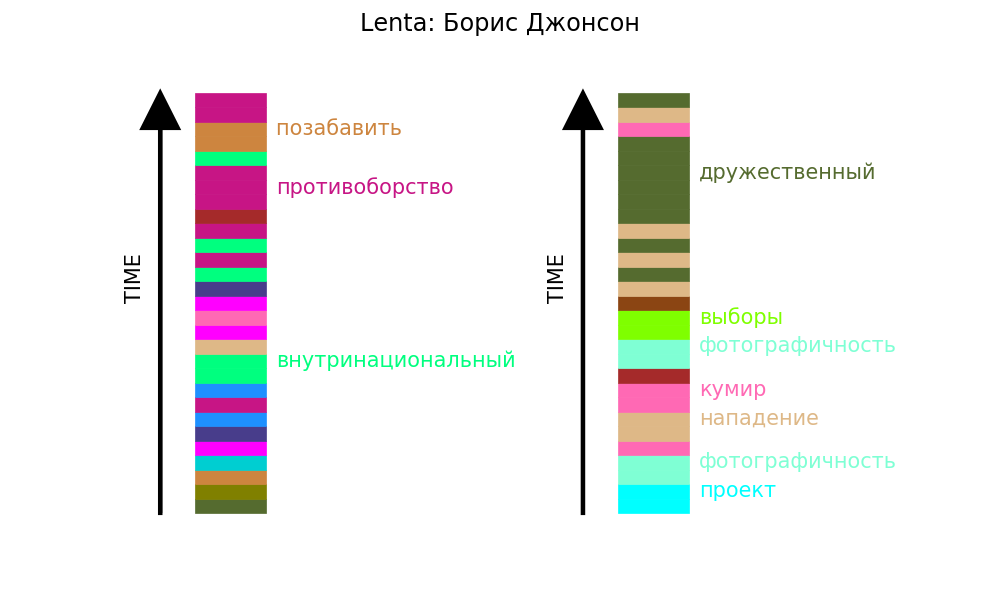 Lenta: Борис Джонсон
TIME
позабавить
противоборство
внутринациональный
TIME
дружественный
выборы
фотографичность
кумир
нападение
фотографичность
проект